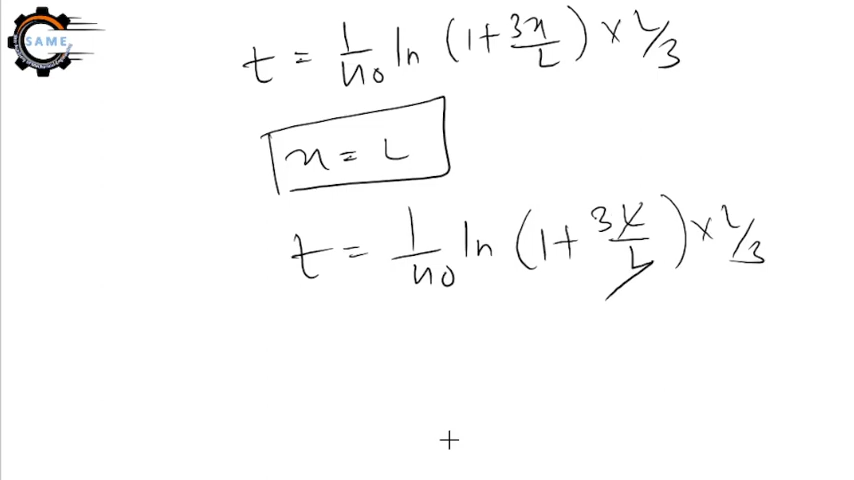 SAME
t = 1/u₀ ln (1 + 3x/L) × L/3
x = L
t = 1/u₀ ln (1 + 3L/L) × L/3